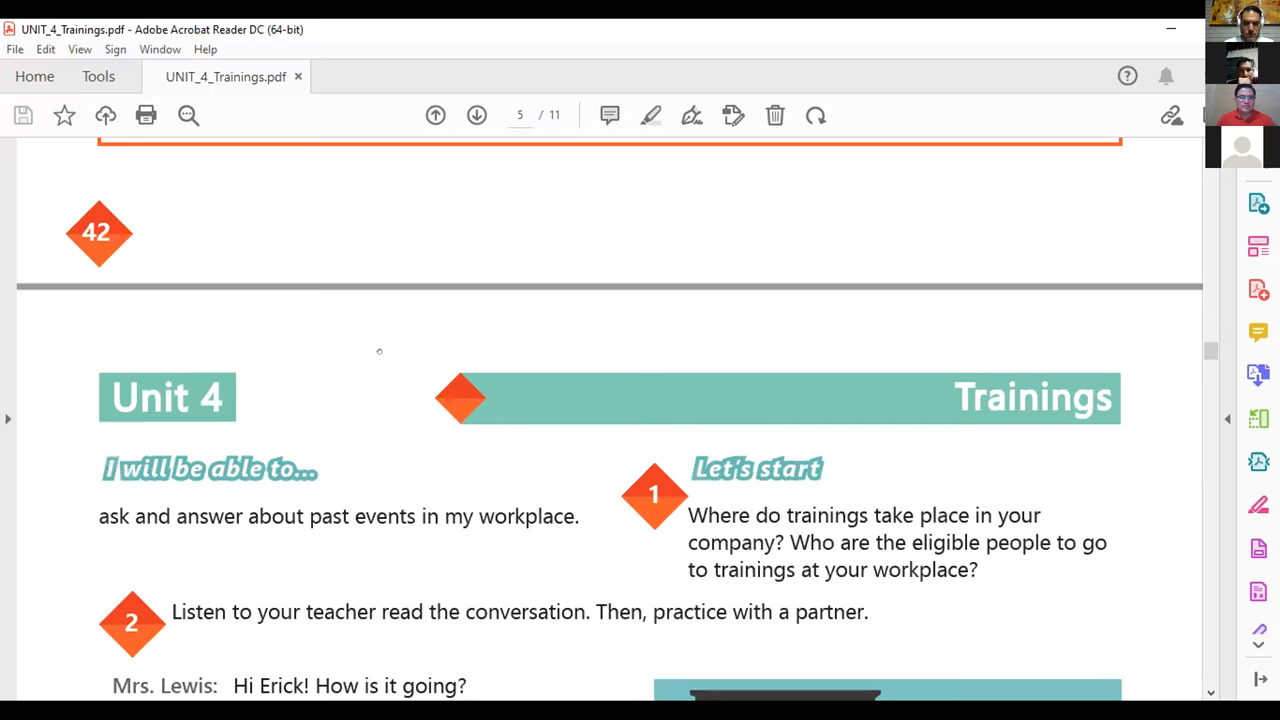 UNIT_4_Trainings.pdf - Adobe Acrobat Reader DC (64-bit)
File Edit View Sign Window Help
Home Tools UNIT_4_Trainings.pdf ×
5 / 11
42
Unit 4
Trainings
I will be able to...
ask and answer about past events in my workplace.
1
Let's start
Where do trainings take place in your
company? Who are the eligible people to go
to trainings at your workplace?
2
Listen to your teacher read the conversation. Then, practice with a partner.
Mrs. Lewis: Hi Erick! How is it going?